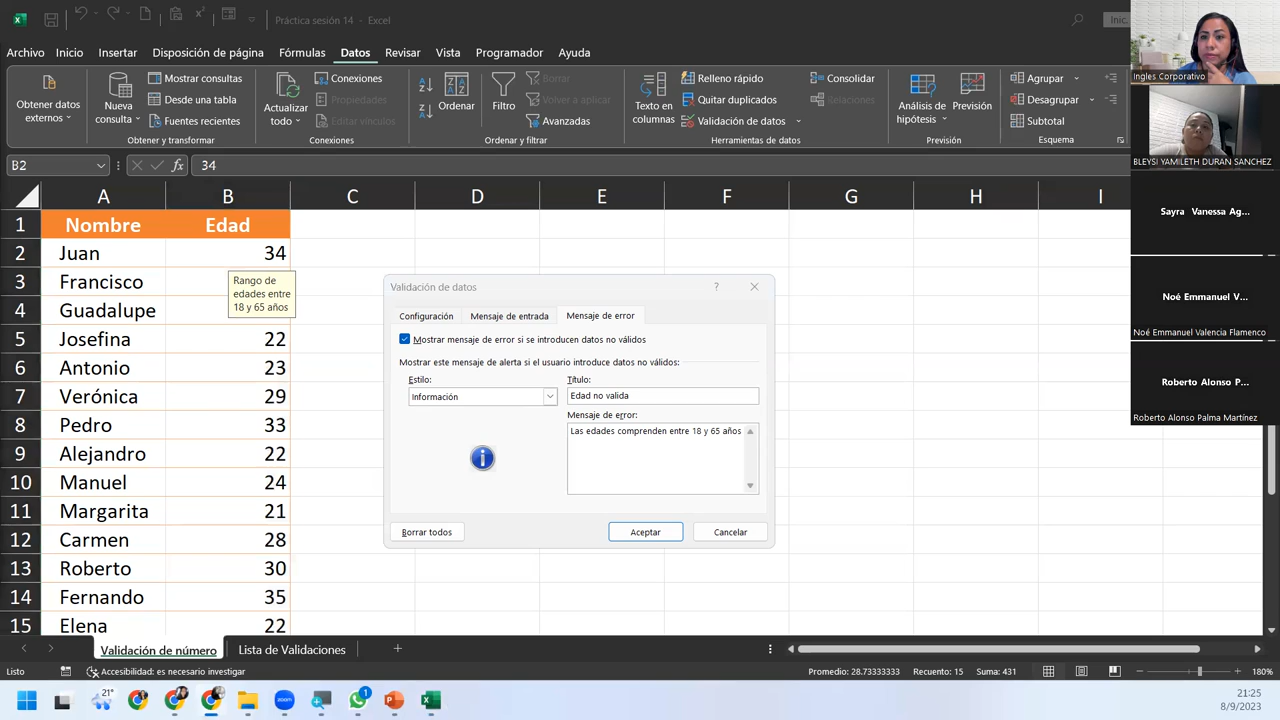 Práctica sesión 14 - Excel
Inic
Archivo Inicio Insertar Disposición de página Fórmulas Datos Revisar Vista Programador Ayuda
Obtener datos externos
Nueva consulta
Mostrar consultas
Desde una tabla
Fuentes recientes
Obtener y transformar
Actualizar todo
Conexiones
Propiedades
Editar vínculos
Conexiones
Ordenar
Filtro
Borrar
Volver a aplicar
Avanzadas
Ordenar y filtrar
Texto en columnas
Relleno rápido
Quitar duplicados
Validación de datos
Consolidar
Relaciones
Herramientas de datos
Análisis de hipótesis
Previsión
Previsión
Agrupar
Desagrupar
Subtotal
Esquema
B2
fx
34
A B C D E F G H I
1 Nombre Edad
2 Juan 34
3 Francisco
4 Guadalupe
5 Josefina 22
6 Antonio 23
7 Verónica 29
8 Pedro 33
9 Alejandro 22
10 Manuel 24
11 Margarita 21
12 Carmen 28
13 Roberto 30
14 Fernando 35
15 Elena 22
Rango de
edades entre
18 y 65 años
Validación de datos
?
Configuración Mensaje de entrada Mensaje de error
Mostrar mensaje de error si se introducen datos no válidos
Mostrar este mensaje de alerta si el usuario introduce datos no válidos:
Estilo:
Información
Título:
Edad no valida
Mensaje de error:
Las edades comprenden entre 18 y 65 años
Borrar todos Aceptar Cancelar
Validación de número Lista de Validaciones
Listo
Accesibilidad: es necesario investigar
Promedio: 28.73333333 Recuento: 15 Suma: 431
180%
21°
zoom
1
21:25
8/9/2023
Ingles Corporativo
BLEYSI YAMILETH DURAN SANCHEZ
Sayra Vanessa Ag...
Noé Emmanuel V...
Noé Emmanuel Valencia Flamenco
Roberto Alonso P...
Roberto Alonso Palma Martínez